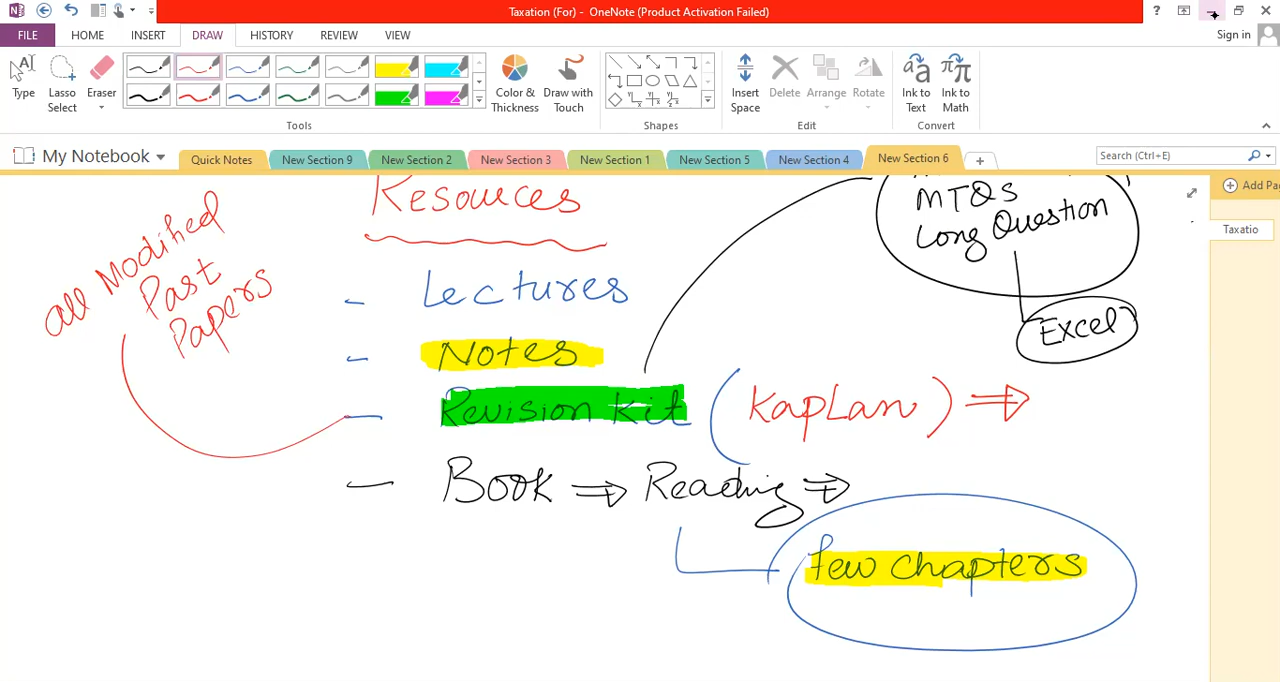 Taxation (For) - OneNote (Product Activation Failed)
?
Sign in
FILE HOME INSERT DRAW HISTORY REVIEW VIEW
Type
Lasso Select
Eraser
Color & Thickness
Draw with Touch
Insert Space
Delete
Arrange
Rotate
Ink to Text
Ink to Math
Tools
Shapes
Edit
Convert
My Notebook
Quick Notes
New Section 9
New Section 2
New Section 3
New Section 1
New Section 5
New Section 4
New Section 6
Search (Ctrl+E)
Add Pag
Taxatio
Resources
MTQS
Long Question
Excel
All Modified
Past
Papers
- Lectures
- Notes
- Revision Kit (Kaplan) ⇒
- Book ⇒ Reading ⇒
few chapters